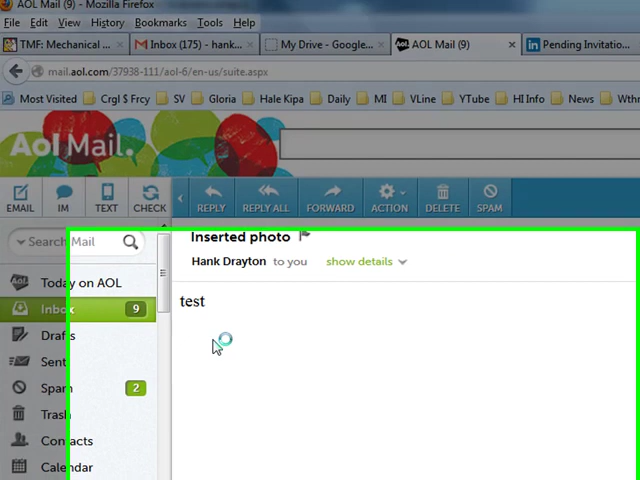 AOL Mail (9) - Mozilla Firefox
File Edit View History Bookmarks Tools Help
TMF: Mechanical ... Inbox (175) - hank... My Drive - Google... AOL Mail (9) Pending Invitatio...
mail.aol.com/37938-111/aol-6/en-us/suite.aspx
Most Visited Crgl $ Frcy SV Gloria Hale Kipa Daily MI VLine YTube HI Info News Wthr
Aol Mail.
EMAIL IM TEXT CHECK REPLY REPLY ALL FORWARD ACTION DELETE SPAM
Search Mail
Inserted photo
Hank Drayton to you show details
Aol. Today on AOL
Inbox 9
test
Drafts
Sent
Spam 2
Trash
Contacts
Calendar